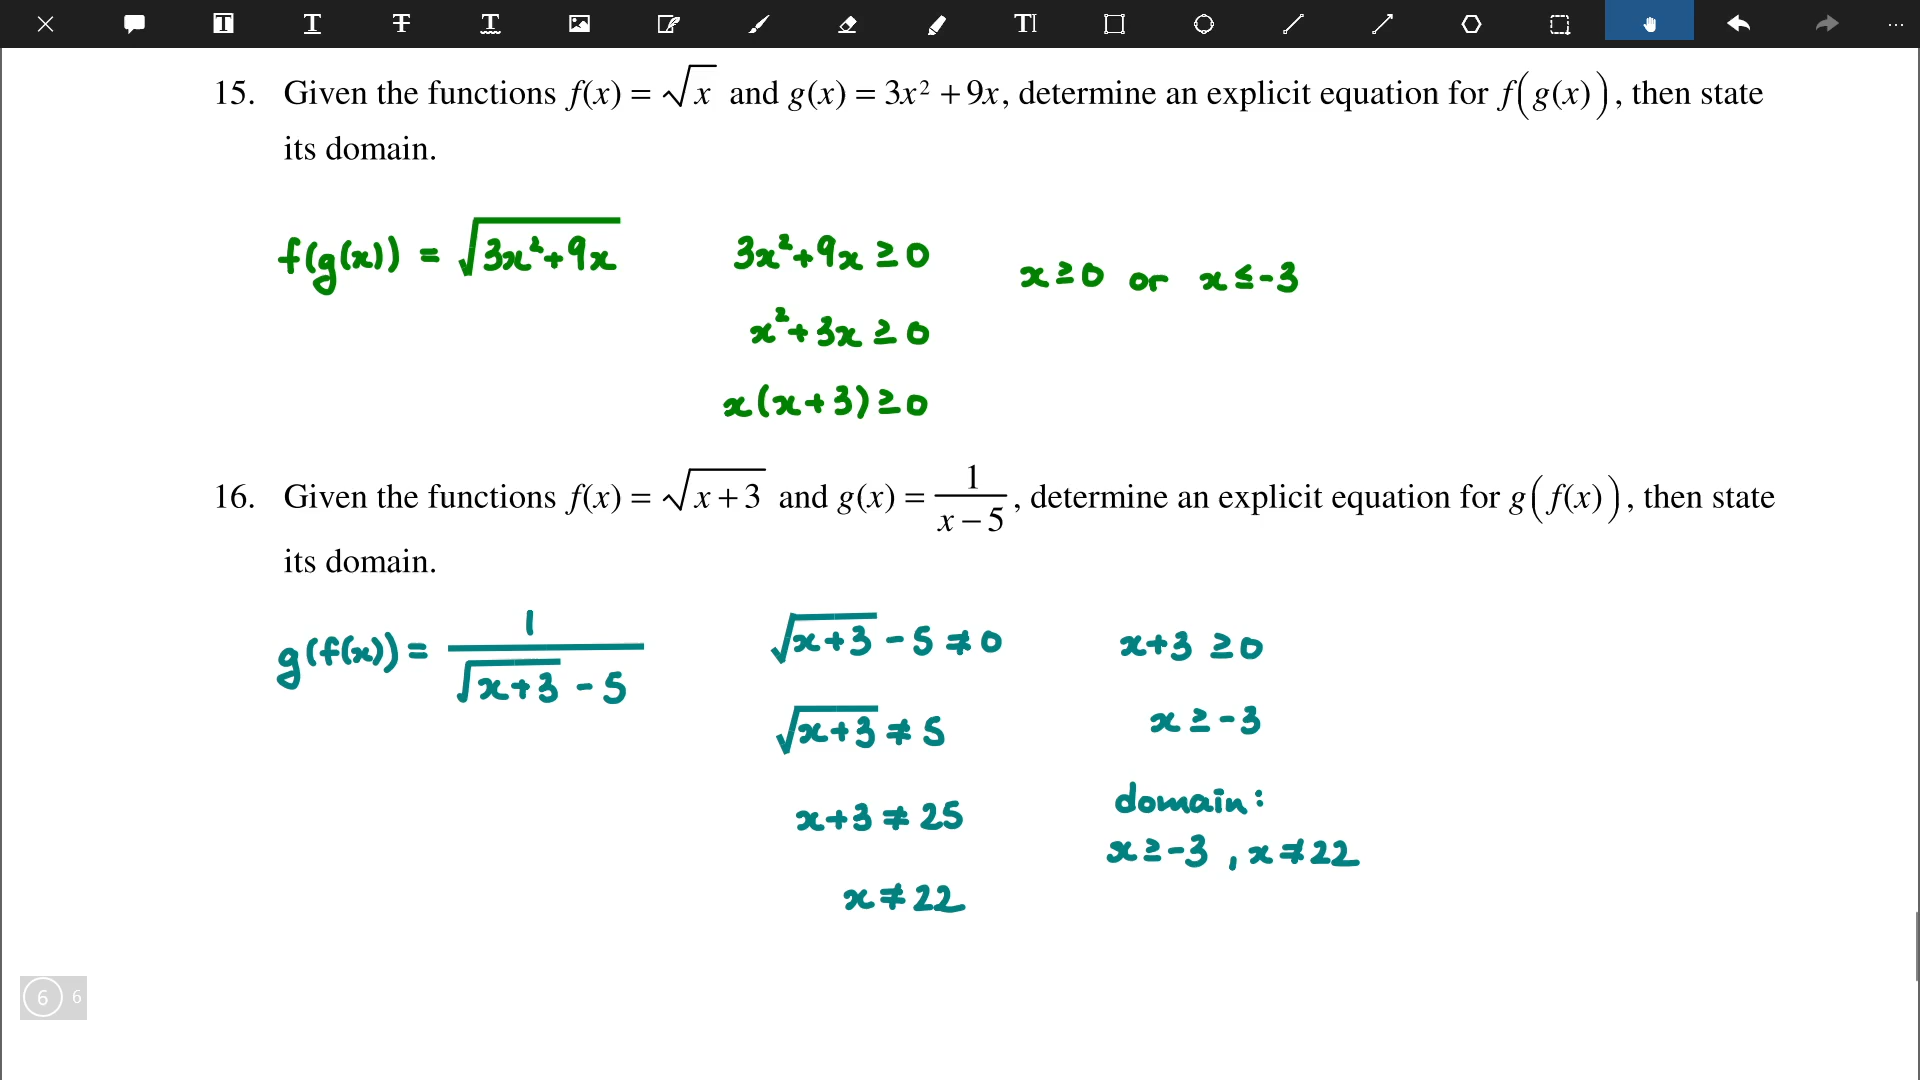 15. Given the functions f(x) = √x and g(x) = 3x² + 9x, determine an explicit equation for f(g(x)), then state
its domain.
f(g(x)) = √(3x²+9x)
3x²+9x ≥ 0
x²+3x ≥ 0
x(x+3) ≥ 0
x ≥ 0 or x ≤ -3
16. Given the functions f(x) = √(x+3) and g(x) = 1/(x−5), determine an explicit equation for g(f(x)), then state
its domain.
g(f(x)) = 1/(√(x+3) - 5)
√(x+3) - 5 ≠ 0
√(x+3) ≠ 5
x+3 ≠ 25
x ≠ 22
x+3 ≥ 0
x ≥ -3
domain:
x ≥ -3, x ≠ 22
6 6